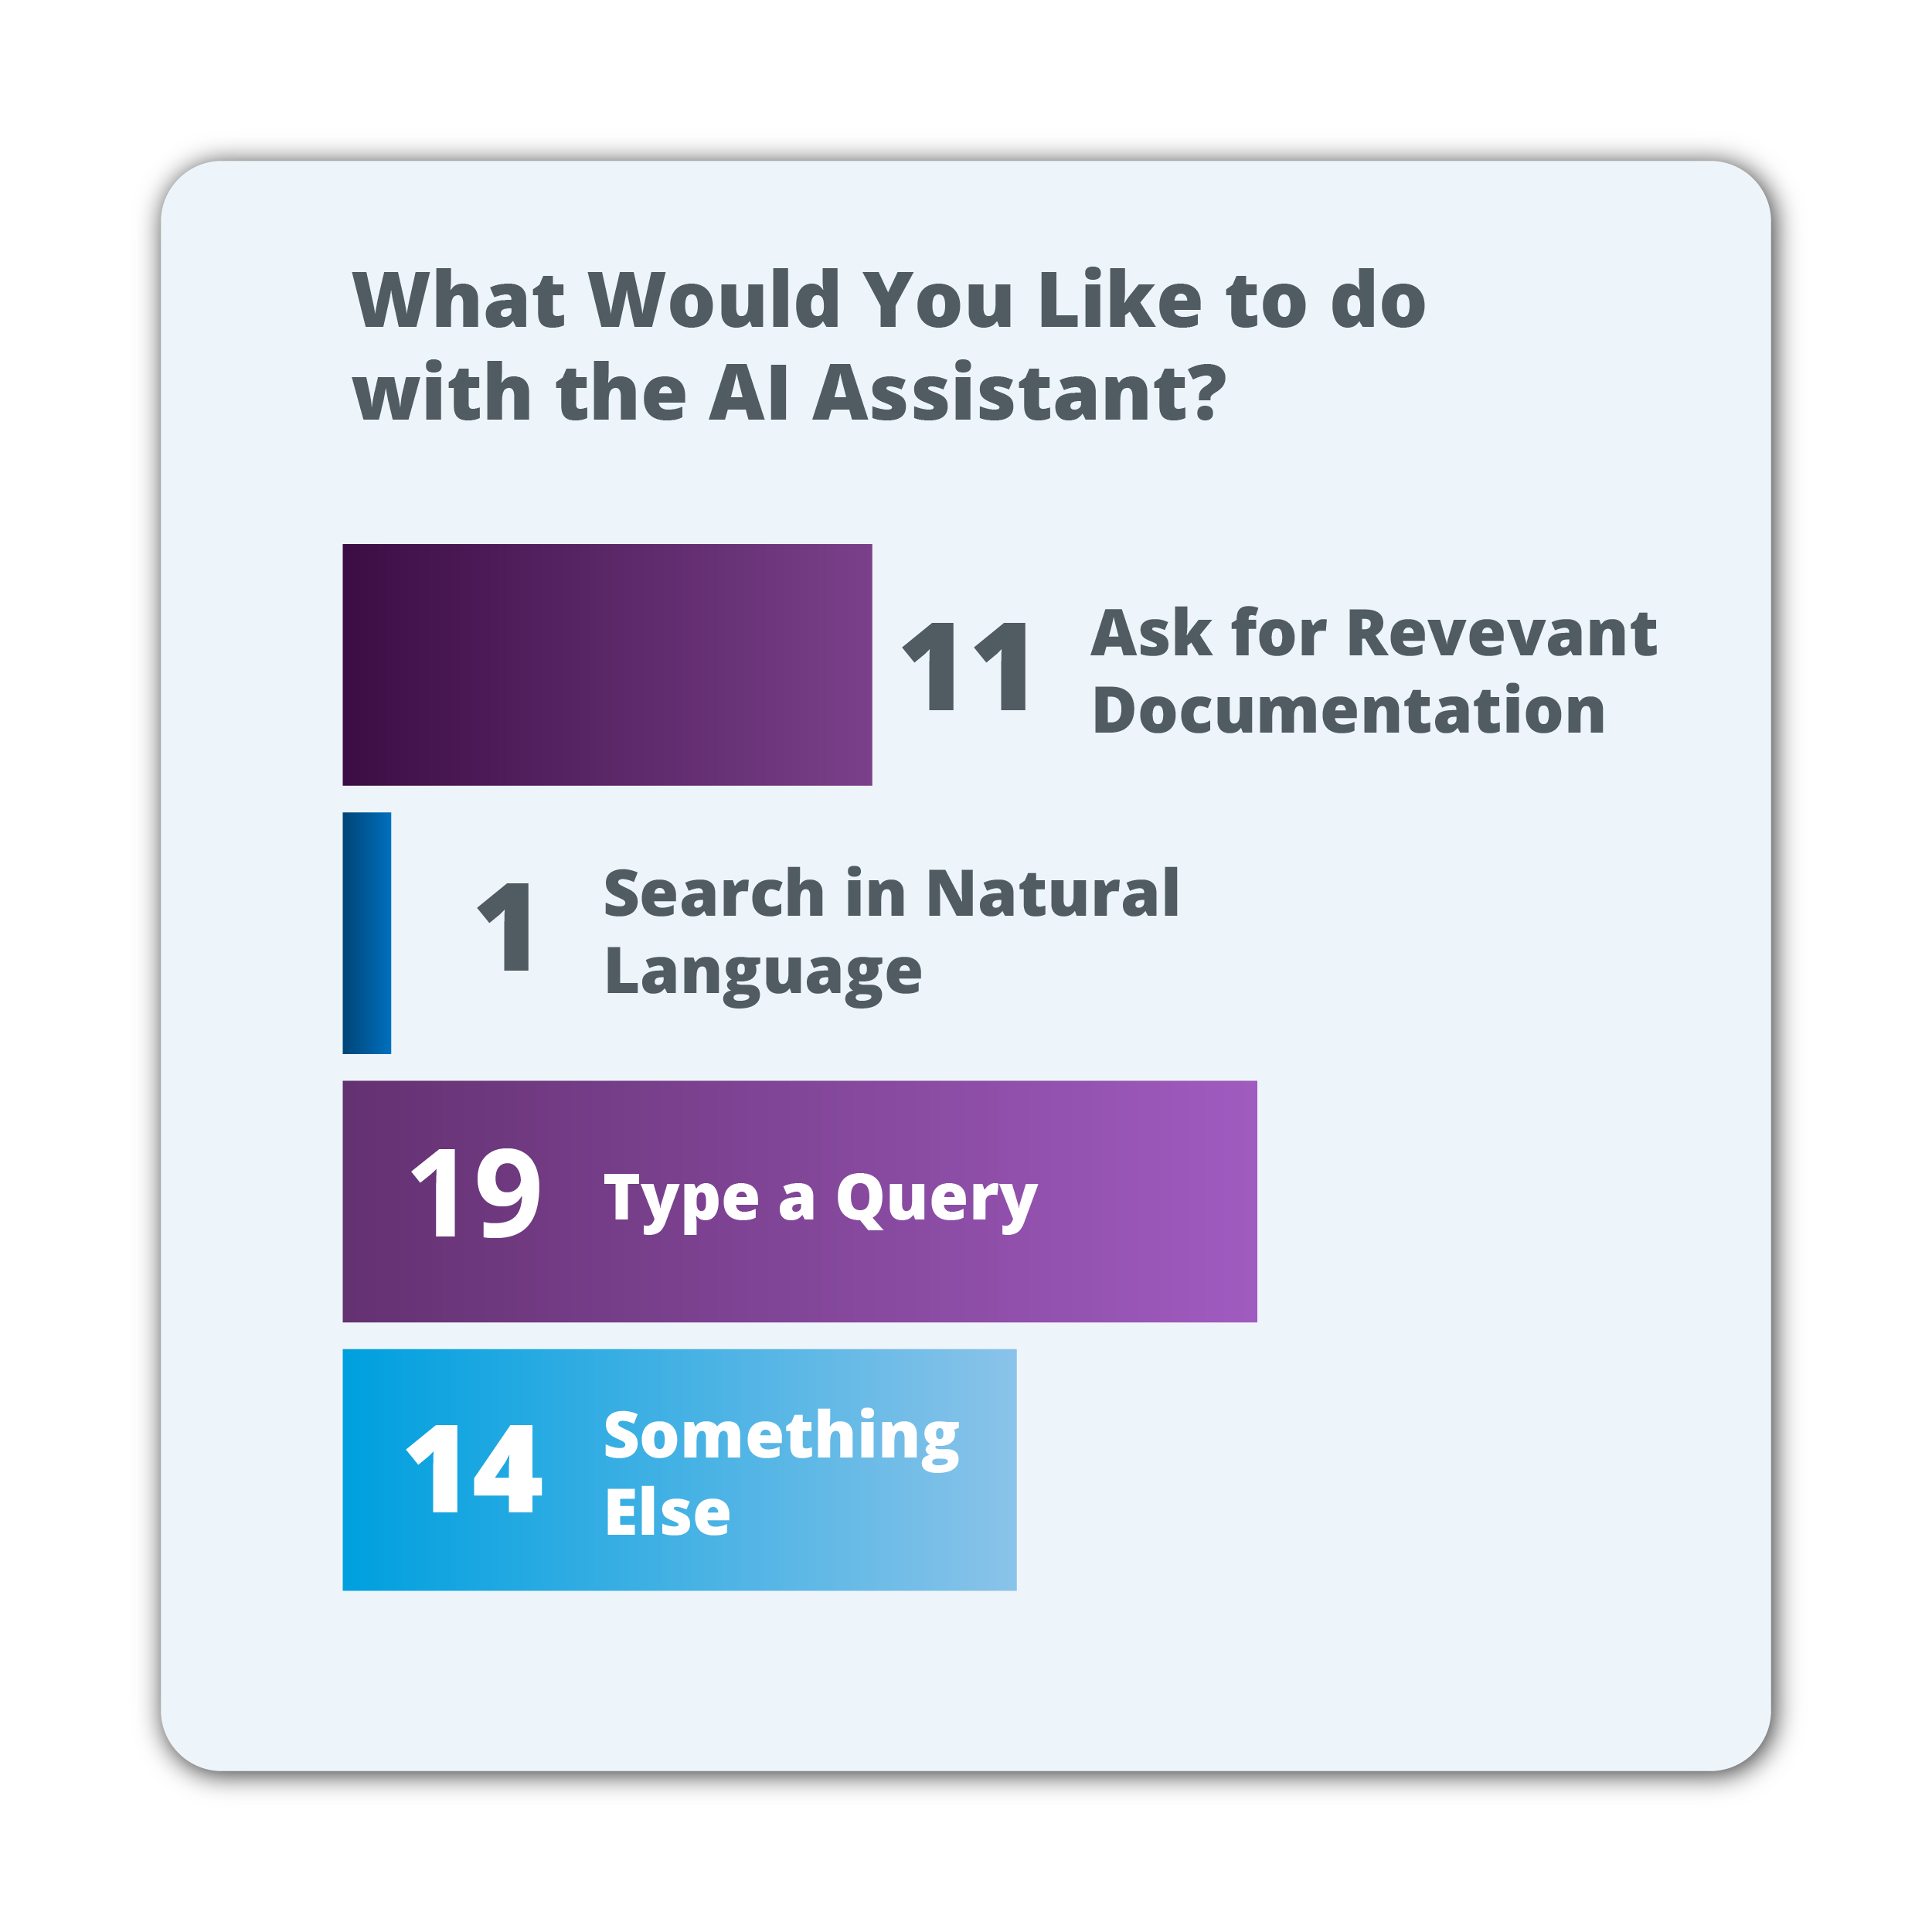 What Would You Like to do
with the AI Assistant?
11
Ask for Revevant
Documentation
1
Search in Natural
Language
19
Type a Query
14
Something
Else